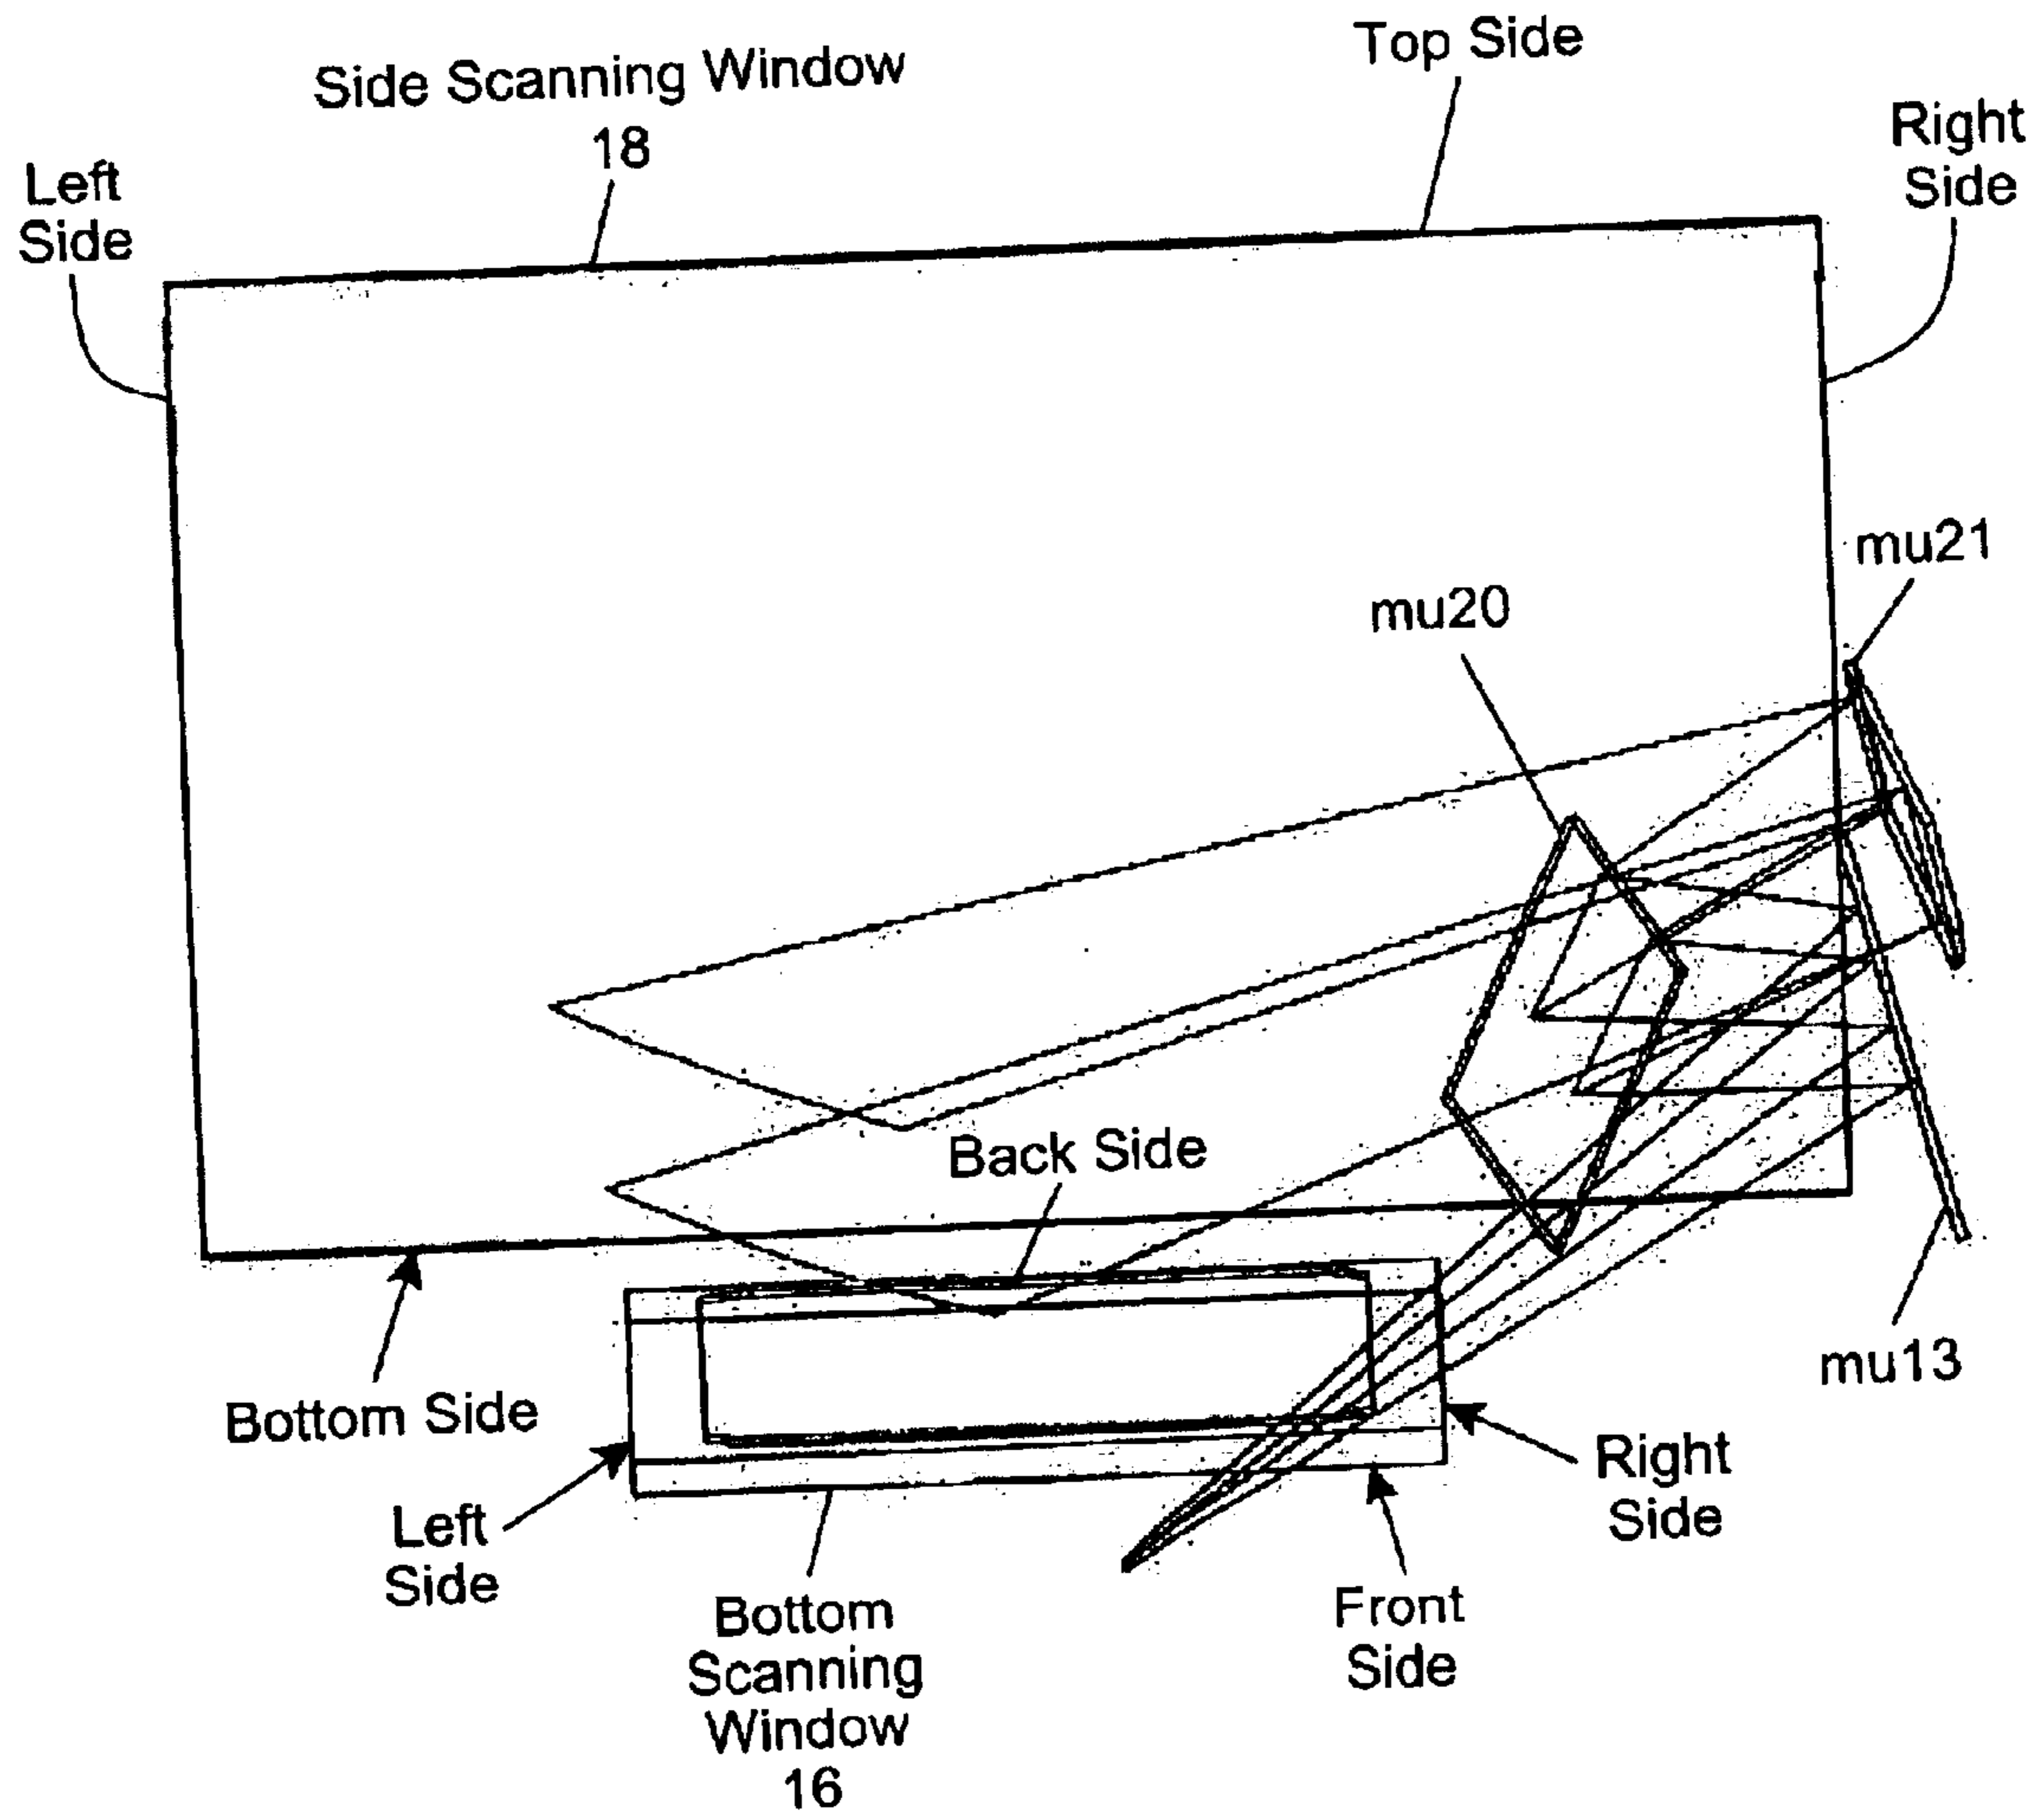 Top Side
Side Scanning Window
18
Right
Side
Left
Side
mu21
mu20
Back Side
mu13
Bottom Side
Right
Side
Left
Side
Front
Side
Bottom
Scanning
Window
16